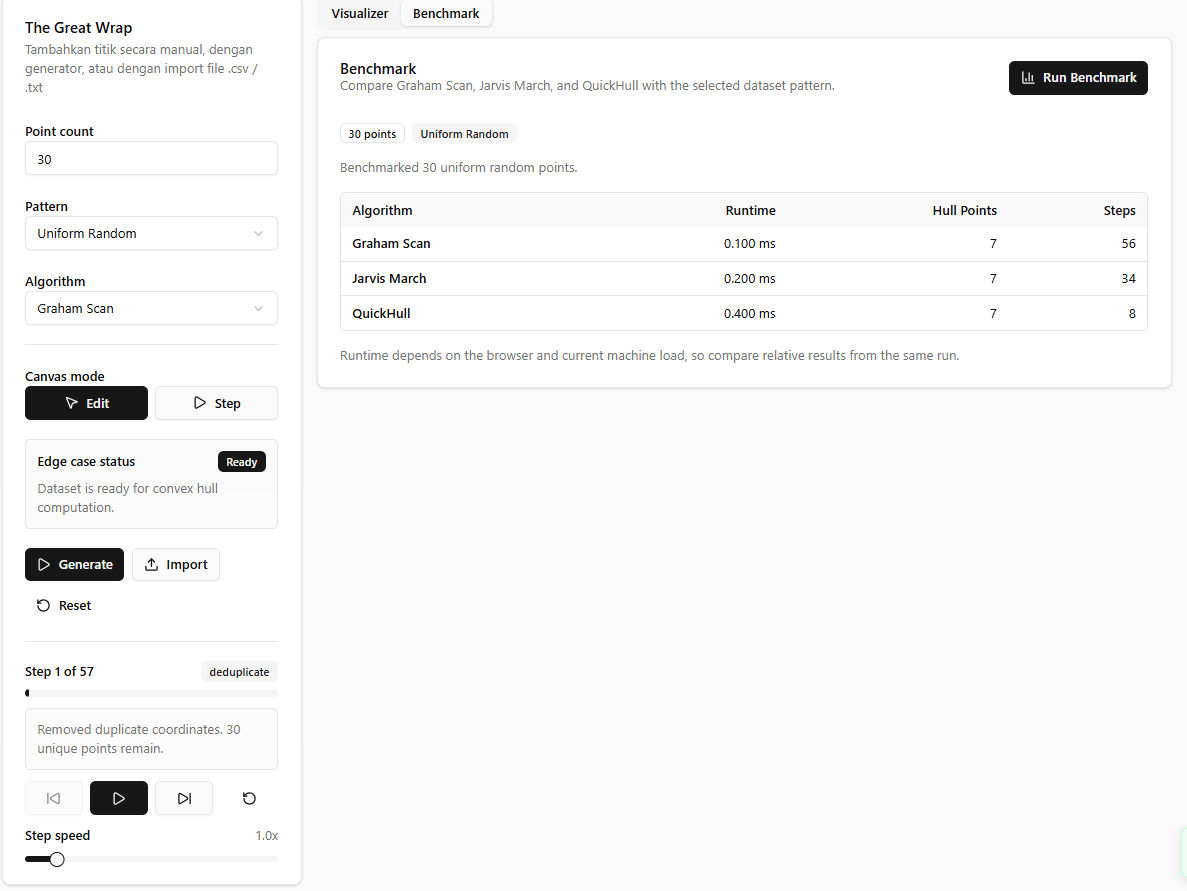 The Great Wrap
Tambahkan titik secara manual, dengan
generator, atau dengan import file .csv /
.txt
Point count
30
Pattern
Uniform Random
Algorithm
Graham Scan
Canvas mode
Edit
Step
Edge case status
Ready
Dataset is ready for convex hull
computation.
Generate
Import
Reset
Step 1 of 57
deduplicate
Removed duplicate coordinates. 30
unique points remain.
Step speed
1.0x
Visualizer
Benchmark
Benchmark
Compare Graham Scan, Jarvis March, and QuickHull with the selected dataset pattern.
Run Benchmark
30 points
Uniform Random
Benchmarked 30 uniform random points.
Algorithm Runtime Hull Points Steps
Graham Scan 0.100 ms 7 56
Jarvis March 0.200 ms 7 34
QuickHull 0.400 ms 7 8
Runtime depends on the browser and current machine load, so compare relative results from the same run.